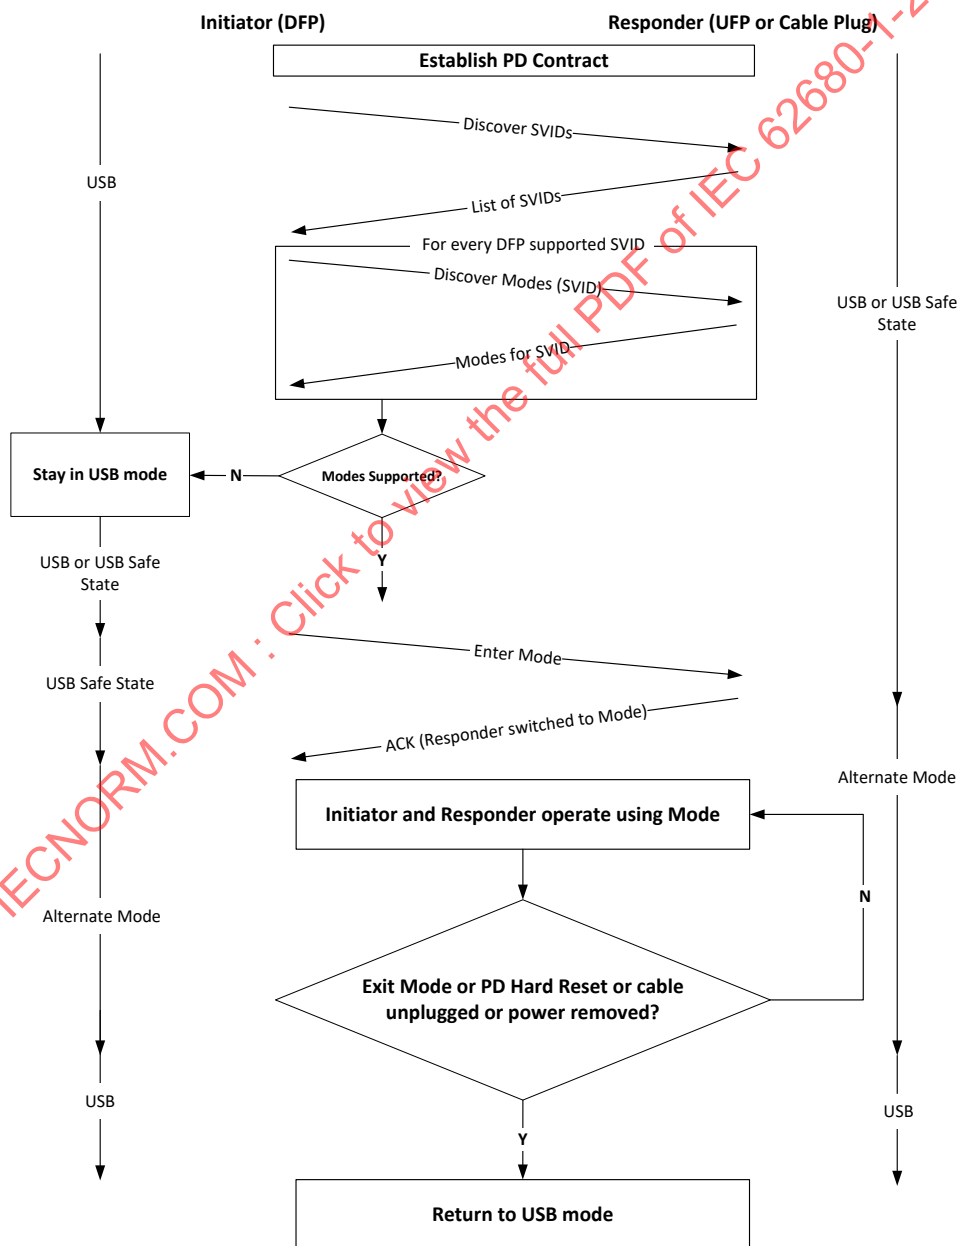 Initiator (DFP)
Responder (UFP or Cable Plug)
Establish PD Contract
Discover SVIDs
USB
List of SVIDs
For every DFP supported SVID
Discover Modes (SVID)
USB or USB Safe
State
Modes for SVID
Stay in USB mode
N
Modes Supported?
USB or USB Safe
State
Y
Enter Mode
USB Safe State
ACK (Responder switched to Mode)
Alternate Mode
Initiator and Responder operate using Mode
N
Alternate Mode
Exit Mode or PD Hard Reset or cable
unplugged or power removed?
USB
USB
Y
Return to USB mode
IECNORM.COM : Click to view the full PDF of IEC 62680-1-2